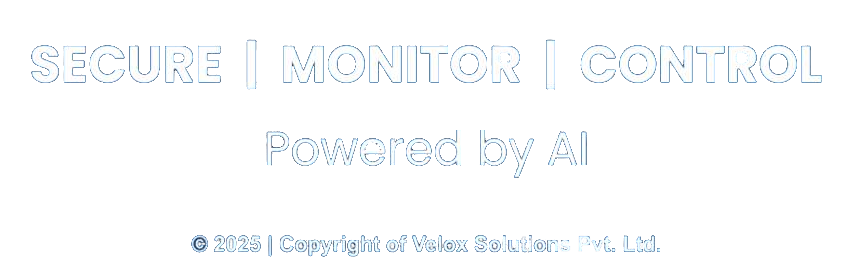 SECURE | MONITOR | CONTROL
Powered by AI
© 2025 | Copyright of Velox Solutions Pvt. Ltd.